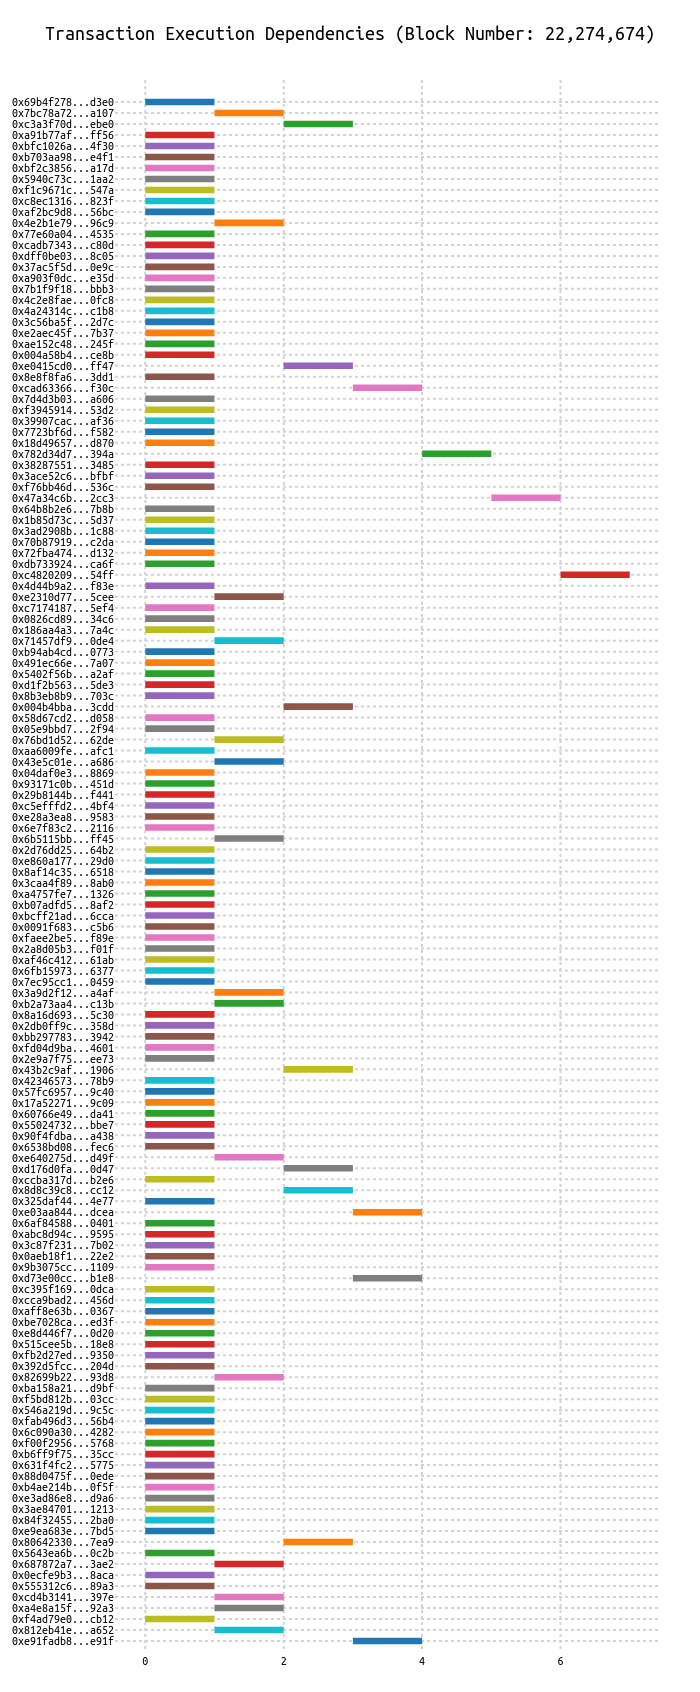 Transaction Execution Dependencies (Block Number: 22,274,674)
0x69b4f278...d3e0
0x7bc78a72...a107
0xc3a3f70d...ebe0
0xa91b77af...ff56
0xbfc1026a...4f30
0xb703aa98...e4f1
0xbf2c3856...a17d
0x5940c73c...1aa2
0xf1c9671c...547a
0xc8ec1316...823f
0xaf2bc9d8...56bc
0x4e2b1e79...96c9
0x77e60a04...4535
0xcadb7343...c80d
0xdff0be03...8c05
0x37ac5f5d...0e9c
0xa903f0dc...e35d
0x7b1f9f18...bbb3
0x4c2e8fae...0fc8
0x4a24314c...c1b8
0x3c56ba5f...2d7c
0xe2aec45f...7b37
0xae152c48...245f
0x004a58b4...ce8b
0xe0415cd0...ff47
0x8e8f8fa6...3dd1
0xcad63366...f30c
0x7d4d3b03...a606
0xf3945914...53d2
0x39907cac...af36
0x7723bf6d...f582
0x18d49657...d870
0x782d34d7...394a
0x38287551...3485
0x3ace52c6...bfbf
0xf76bb46d...536c
0x47a34c6b...2cc3
0x64b8b2e6...7b8b
0x1b85d73c...5d37
0x3ad2908b...1c88
0x70b87919...c2da
0x72fba474...d132
0xdb733924...ca6f
0xc4820209...54ff
0x4d44b9a2...f83e
0xe2310d77...5cee
0xc7174187...5ef4
0x0826cd89...34c6
0x186aa4a3...7a4c
0x71457df9...0de4
0xb94ab4cd...0773
0x491ec66e...7a07
0x5402f56b...a2af
0xd1f2b563...5de3
0x8b3eb8b9...703c
0x004b4bba...3cdd
0x58d67cd2...d058
0x05e9bbd7...2f94
0x76bd1d52...62de
0xaa6009fe...afc1
0x43e5c01e...a686
0x04daf0e3...8869
0x93171c0b...451d
0x29b8144b...f441
0xc5efffd2...4bf4
0xe28a3ea8...9583
0x6e7f83c2...2116
0x6b5115bb...ff45
0x2d76dd25...64b2
0xe860a177...29d0
0x8af14c35...6518
0x3caa4f89...8ab0
0xa4757fe7...1326
0xb07adfd5...8af2
0xbcff21ad...6cca
0x0091f683...c5b6
0xfaee2be5...f89e
0x2a8d05b3...f01f
0xaf46c412...61ab
0x6fb15973...6377
0x7ec95cc1...0459
0x3a9d2f12...a4af
0xb2a73aa4...c13b
0x8a16d693...5c30
0x2db0ff9c...358d
0xbb297783...3942
0xfd04d9ba...4601
0x2e9a7f75...ee73
0x43b2c9af...1906
0x42346573...78b9
0x57fc6957...9c40
0x17a52271...9c09
0x60766e49...da41
0x55024732...bbe7
0x90f4fdba...a438
0x6538bd08...fec6
0xe640275d...d49f
0xd176d0fa...0d47
0xccba317d...b2e6
0x8d8c39c8...cc12
0x325daf44...4e77
0xe03aa844...dcea
0x6af84588...0401
0xabc8d94c...9595
0x3c87f231...7b02
0x0aeb18f1...22e2
0x9b3075cc...1109
0xd73e00cc...b1e8
0xc395f169...0dca
0xcca9bad2...456d
0xaff8e63b...0367
0xbe7028ca...ed3f
0xe8d446f7...0d20
0x515cee5b...18e8
0xfb2d27ed...9350
0x392d5fcc...204d
0x82699b22...93d8
0xba158a21...d9bf
0xf5bd812b...03cc
0x546a219d...9c5c
0xfab496d3...56b4
0x6c090a30...4282
0xf00f2956...5768
0xb6ff9f75...35cc
0x631f4fc2...5775
0x88d0475f...0ede
0xb4ae214b...0f5f
0xe3ad86e8...d9a6
0x3ae84701...1213
0x84f32455...2ba0
0xe9ea683e...7bd5
0x80642330...7ea9
0x5643ea6b...0c2b
0x687872a7...3ae2
0x0ecfe9b3...8aca
0x555312c6...89a3
0xcd4b3141...397e
0xa4e8a15f...92a3
0xf4ad79e0...cb12
0x812eb41e...a652
0xe91fadb8...e91f
0 2 4 6